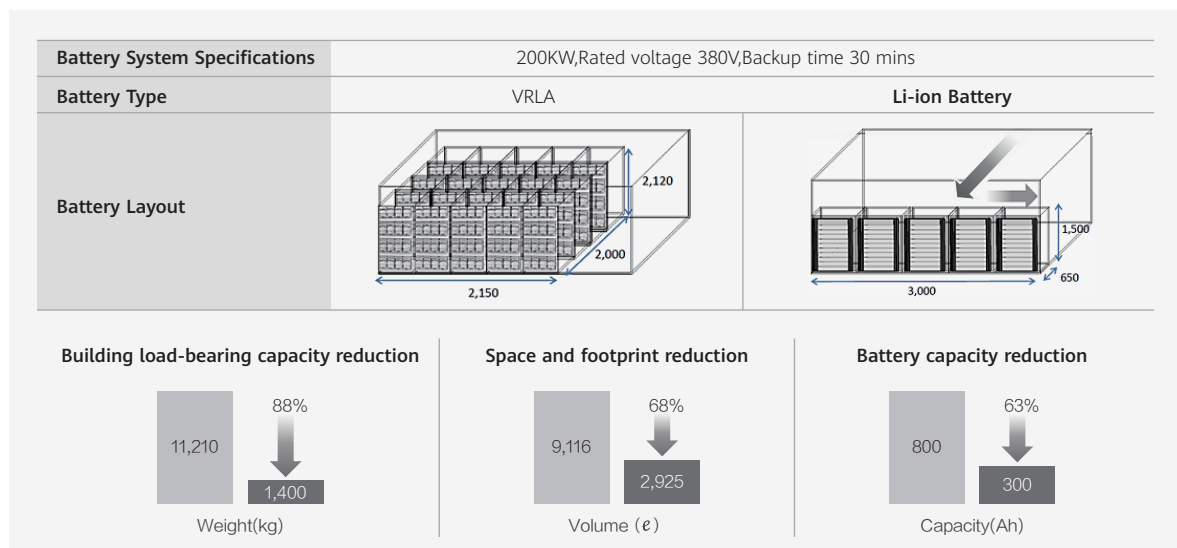 Battery System Specifications 200KW,Rated voltage 380V,Backup time 30 mins
Battery Type VRLA Li-ion Battery
Battery Layout
2,120
2,000
2,150
1,500
650
3,000
Building load-bearing capacity reduction
88%
11,210
1,400
Weight(kg)
Space and footprint reduction
68%
9,116
2,925
Volume (ℓ)
Battery capacity reduction
63%
800
300
Capacity(Ah)